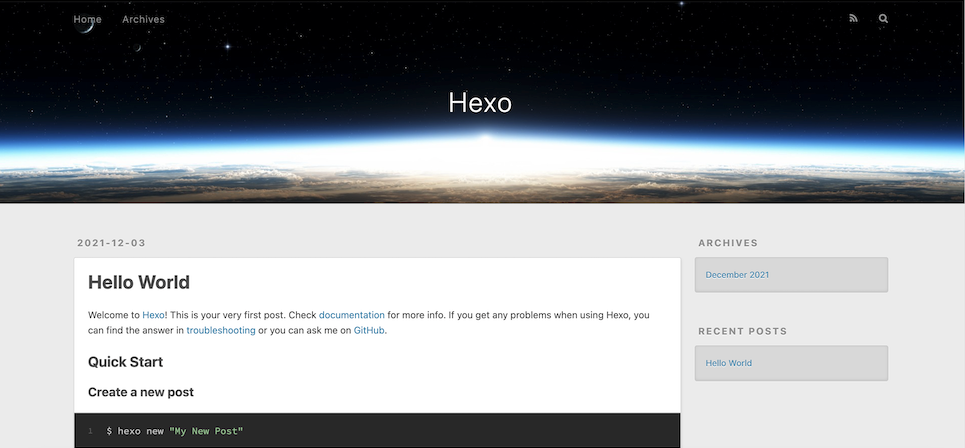 Home Archives
Hexo
2021-12-03
Hello World
Welcome to Hexo! This is your very first post. Check documentation for more info. If you get any problems when using Hexo, you
can find the answer in troubleshooting or you can ask me on GitHub.
Quick Start
Create a new post
1 $ hexo new "My New Post"
ARCHIVES
December 2021
RECENT POSTS
Hello World